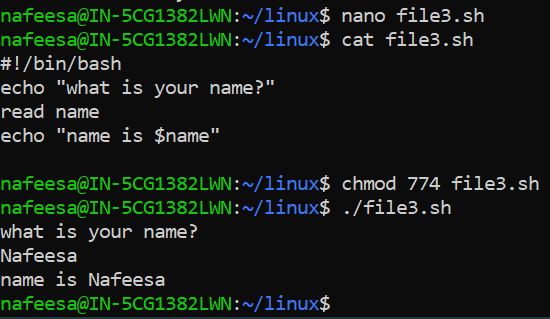 nafeesa@IN-5CG1382LWN:~/linux$ nano file3.sh
nafeesa@IN-5CG1382LWN:~/linux$ cat file3.sh
#!/bin/bash
echo "what is your name?"
read name
echo "name is $name"
nafeesa@IN-5CG1382LWN:~/linux$ chmod 774 file3.sh
nafeesa@IN-5CG1382LWN:~/linux$ ./file3.sh
what is your name?
Nafeesa
name is Nafeesa
nafeesa@IN-5CG1382LWN:~/linux$